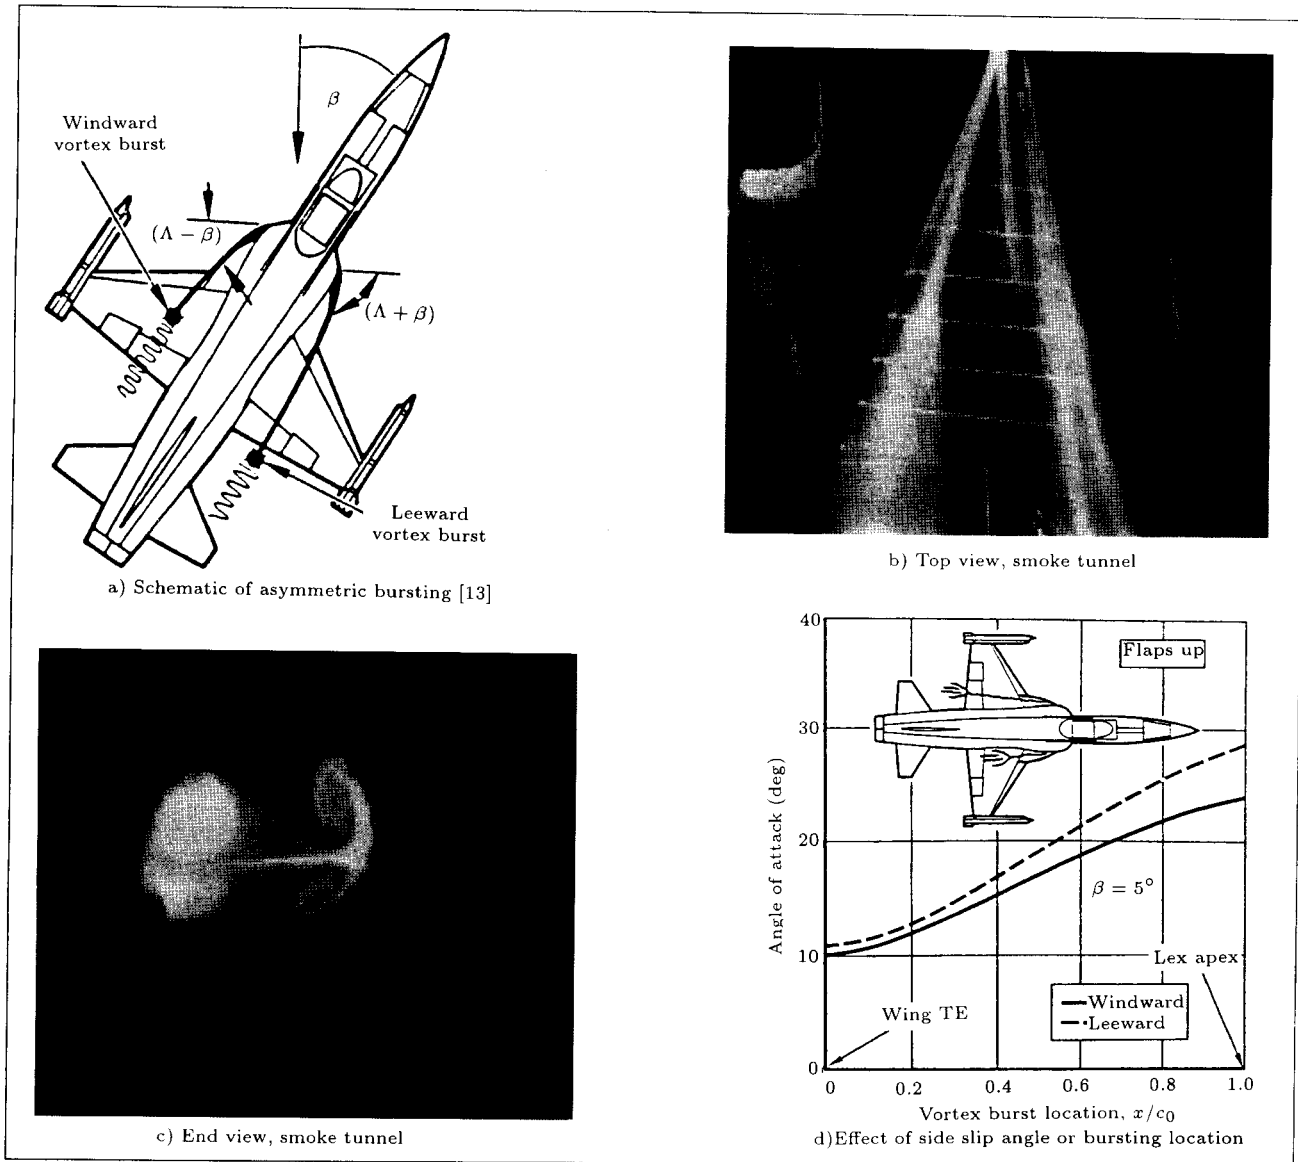 β
Windward
vortex burst
(Λ − β)
(Λ + β)
Leeward
vortex burst
a) Schematic of asymmetric bursting [13]
b) Top view, smoke tunnel
c) End view, smoke tunnel
40
30
20
10
0
Angle of attack (deg)
Flaps up
β = 5°
Lex apex
Wing TE
Windward
Leeward
0
0.2
0.4
0.6
0.8
1.0
Vortex burst location, x/c₀
d)Effect of side slip angle or bursting location